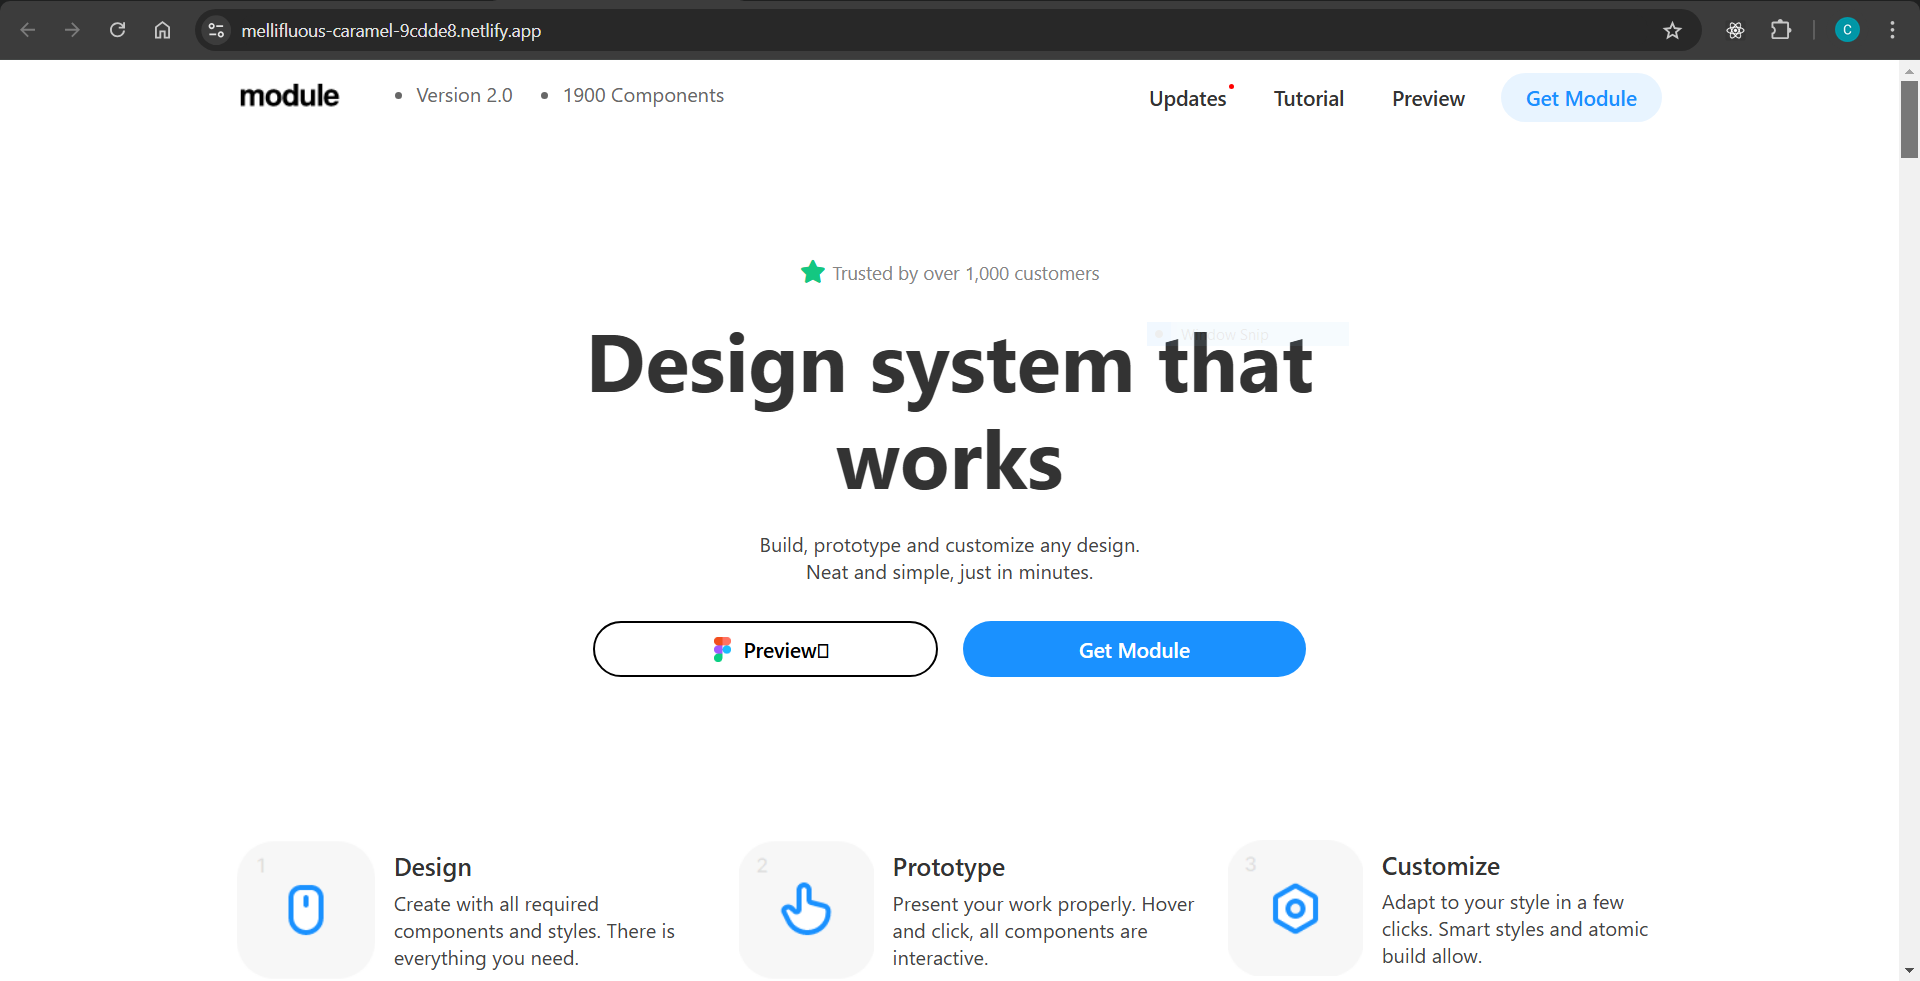 mellifluous-caramel-9cdde8.netlify.app
C
module
• Version 2.0 • 1900 Components
Updates Tutorial Preview Get Module
Trusted by over 1,000 customers
Window Snip
Design system that
works
Build, prototype and customize any design.
Neat and simple, just in minutes.
Preview▯ Get Module
1
Design
Create with all required
components and styles. There is
everything you need.
2
Prototype
Present your work properly. Hover
and click, all components are
interactive.
3
Customize
Adapt to your style in a few
clicks. Smart styles and atomic
build allow.